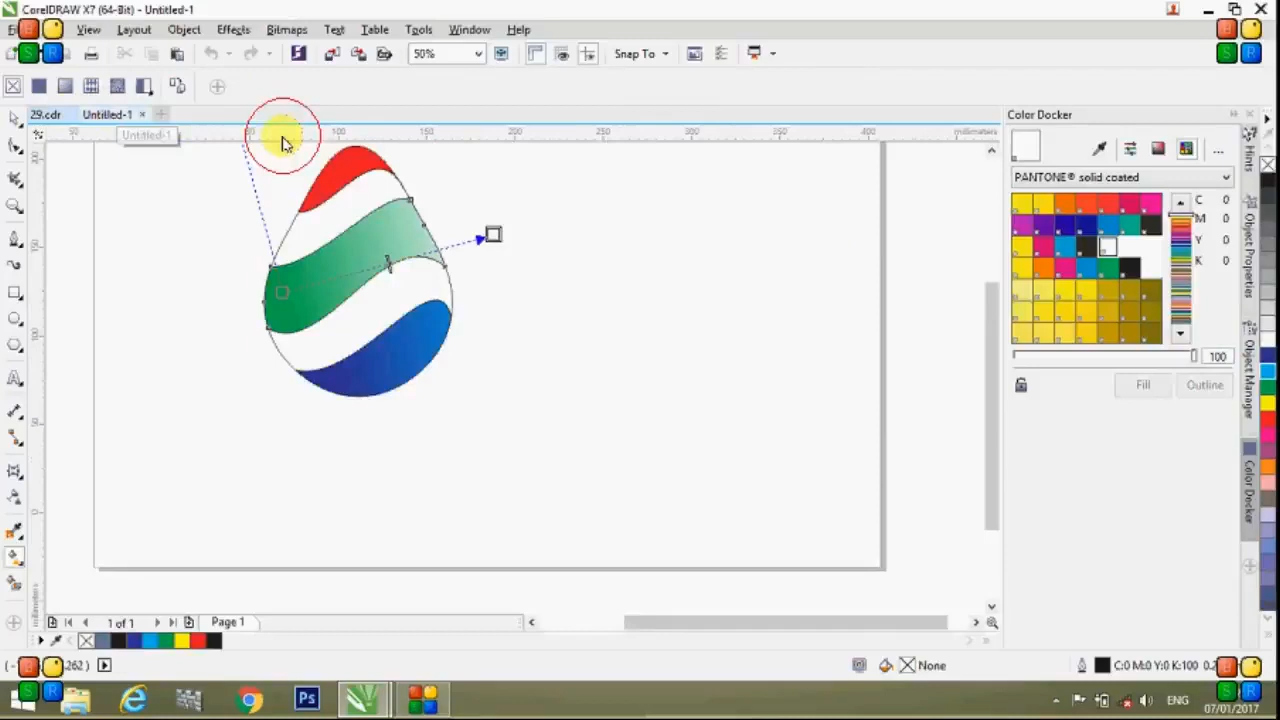 CorelDRAW X7 (64-Bit) - Untitled-1
View Layout Object Effects Bitmaps Text Table Tools Window Help
S R S R
50% Snap To
29.cdr Untitled-1
Untitled-1
50 100 150 200 250 300 350 400 millimeters
Color Docker
PANTONE® solid coated
C 0
M 0
Y 0
K 0
100
Fill Outline
Hints
Object Properties
Object Manager
Color Docker
millimeters
1 of 1 Page 1
None C:0 M:0 Y:0 K:100
S R Ps ENG S R
07/01/2017